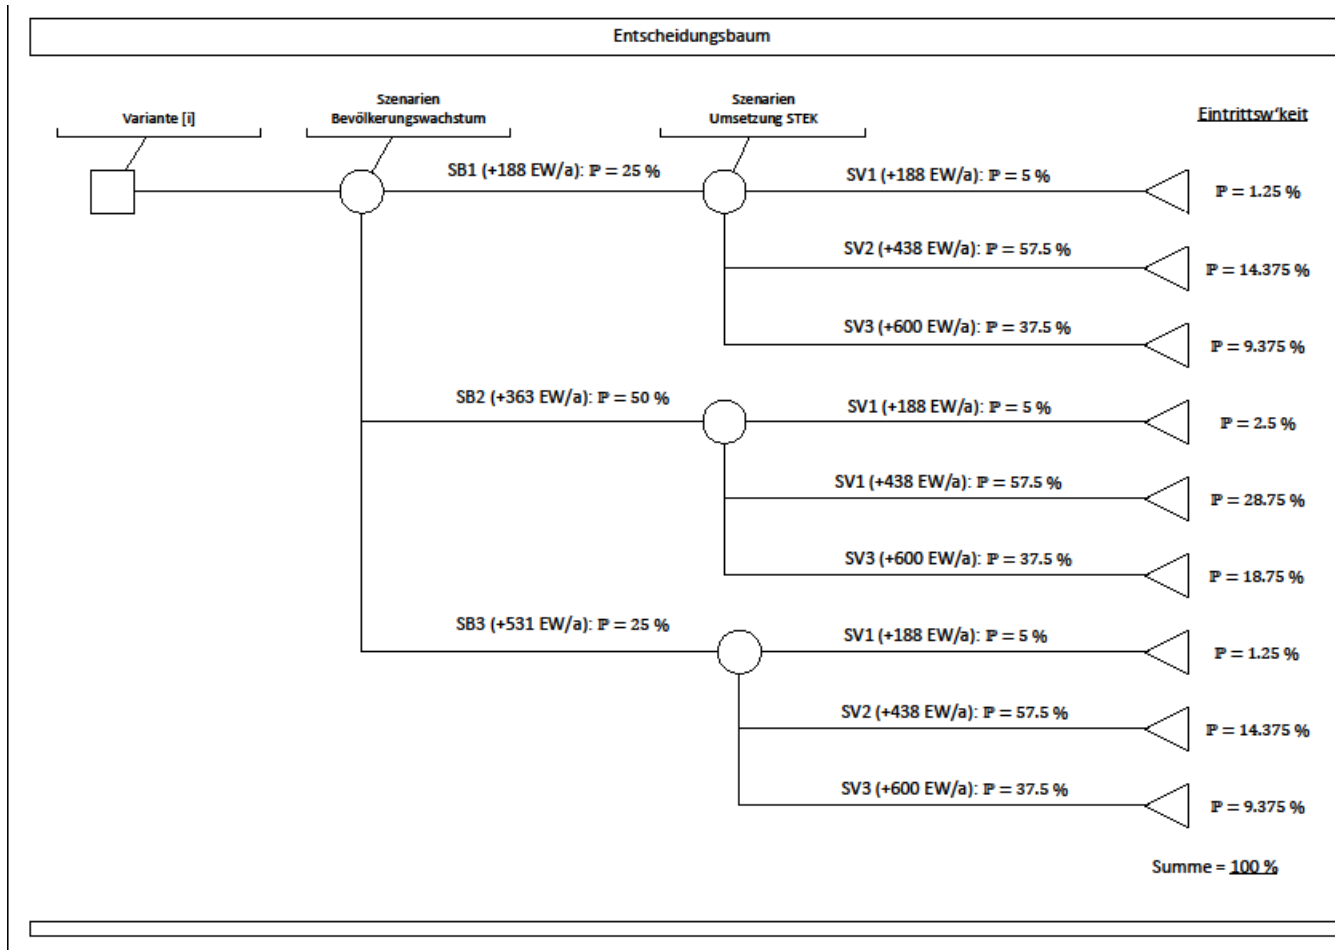 Entscheidungsbaum
Variante [i]
Szenarien
Bevölkerungswachstum
Szenarien
Umsetzung STEK
Eintrittsw'keit
SB1 (+188 EW/a): ℙ = 25 %
SV1 (+188 EW/a): ℙ = 5 %
ℙ = 1.25 %
SV2 (+438 EW/a): ℙ = 57.5 %
ℙ = 14.375 %
SV3 (+600 EW/a): ℙ = 37.5 %
ℙ = 9.375 %
SB2 (+363 EW/a): ℙ = 50 %
SV1 (+188 EW/a): ℙ = 5 %
ℙ = 2.5 %
SV1 (+438 EW/a): ℙ = 57.5 %
ℙ = 28.75 %
SV3 (+600 EW/a): ℙ = 37.5 %
ℙ = 18.75 %
SB3 (+531 EW/a): ℙ = 25 %
SV1 (+188 EW/a): ℙ = 5 %
ℙ = 1.25 %
SV2 (+438 EW/a): ℙ = 57.5 %
ℙ = 14.375 %
SV3 (+600 EW/a): ℙ = 37.5 %
ℙ = 9.375 %
Summe = 100 %